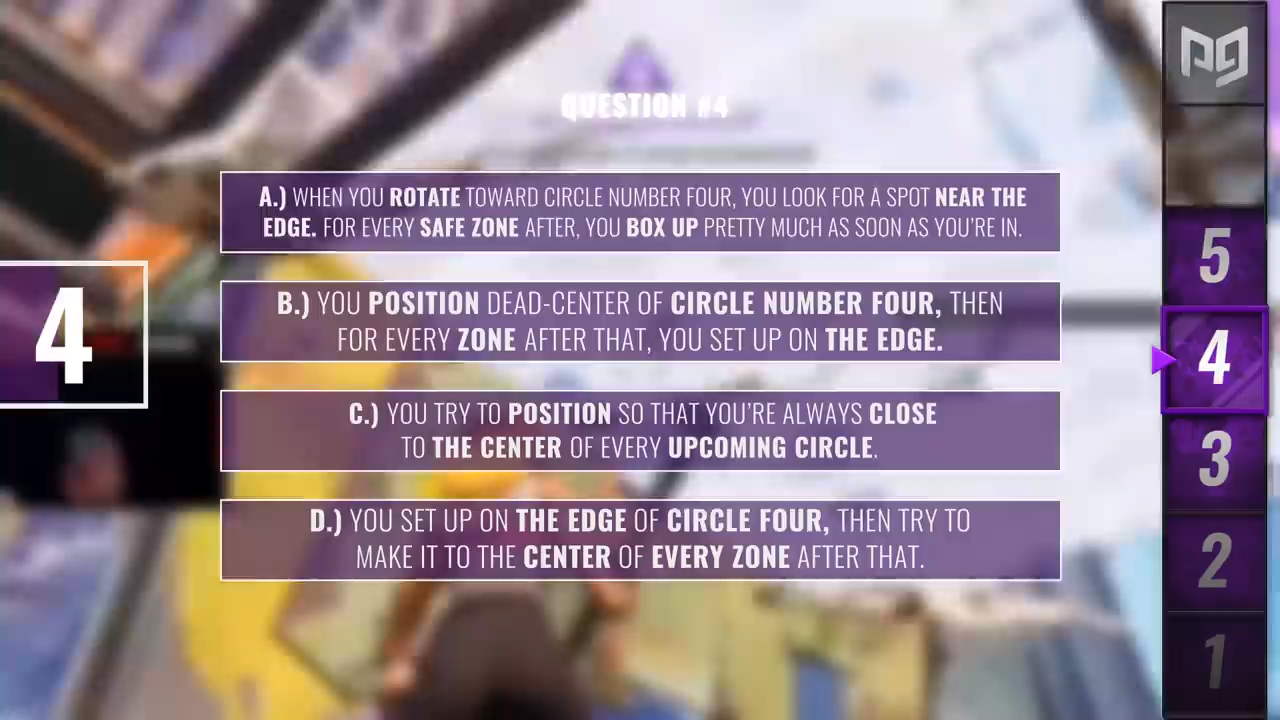 PG
QUESTION #4
A.) WHEN YOU ROTATE TOWARD CIRCLE NUMBER FOUR, YOU LOOK FOR A SPOT NEAR THE
EDGE. FOR EVERY SAFE ZONE AFTER, YOU BOX UP PRETTY MUCH AS SOON AS YOU'RE IN.
B.) YOU POSITION DEAD-CENTER OF CIRCLE NUMBER FOUR, THEN
FOR EVERY ZONE AFTER THAT, YOU SET UP ON THE EDGE.
C.) YOU TRY TO POSITION SO THAT YOU'RE ALWAYS CLOSE
TO THE CENTER OF EVERY UPCOMING CIRCLE.
D.) YOU SET UP ON THE EDGE OF CIRCLE FOUR, THEN TRY TO
MAKE IT TO THE CENTER OF EVERY ZONE AFTER THAT.
4
5
4
3
2
1